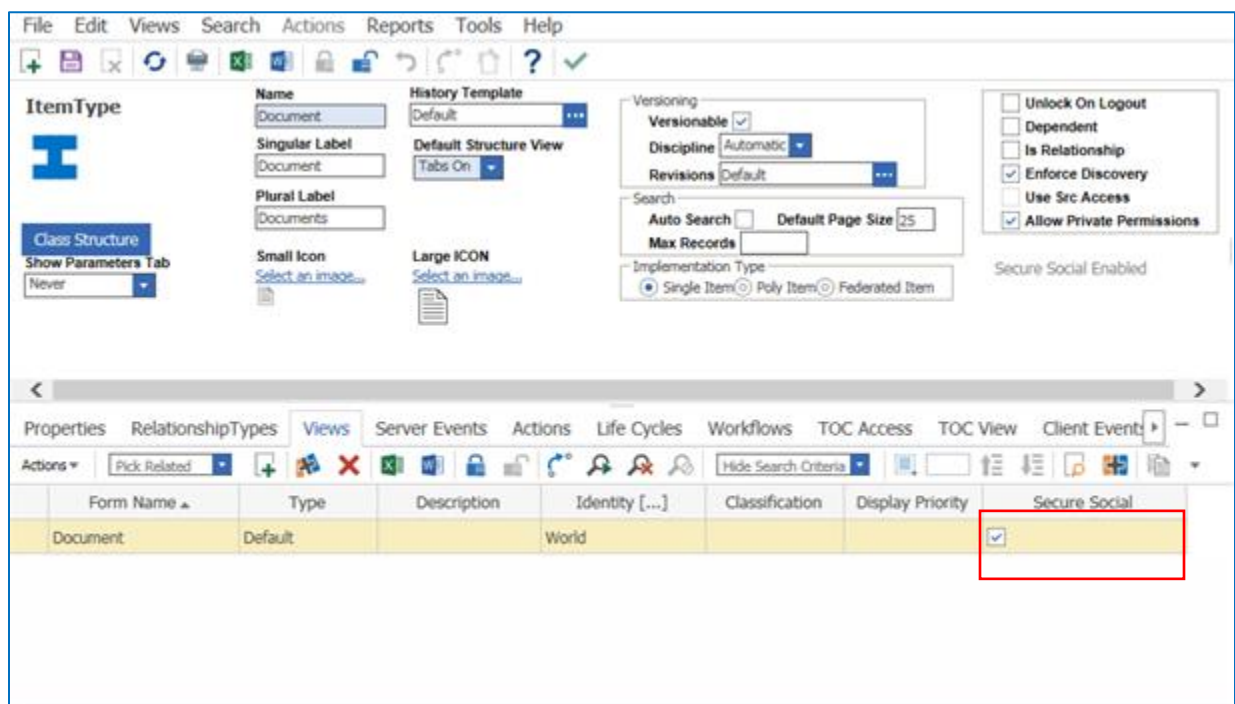 File Edit Views Search Actions Reports Tools Help
ItemType
Name
Document
History Template
Default
Singular Label
Document
Default Structure View
Tabs On
Plural Label
Documents
Class Structure
Show Parameters Tab
Never
Small Icon
Select an image...
Large ICON
Select an image...
Versioning
Versionable
Discipline Automatic
Revisions Default
Search
Auto Search Default Page Size 25
Max Records
Implementation Type
Single Item Poly Item Federated Item
Unlock On Logout
Dependent
Is Relationship
Enforce Discovery
Use Src Access
Allow Private Permissions
Secure Social Enabled
Properties RelationshipTypes Views Server Events Actions Life Cycles Workflows TOC Access TOC View Client Event
Actions Pick Related Hide Search Criteria
Form Name Type Description Identity [...] Classification Display Priority Secure Social
Document Default World